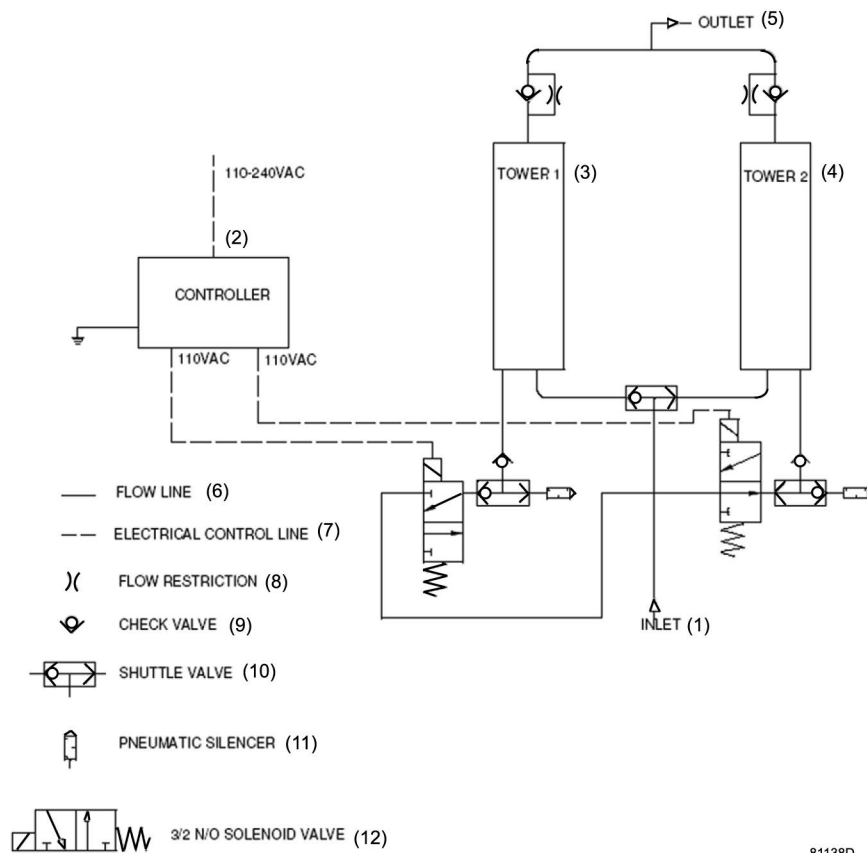 OUTLET (5)
TOWER 1 (3)
TOWER 2 (4)
110-240VAC
(2)
CONTROLLER
110VAC 110VAC
FLOW LINE (6)
ELECTRICAL CONTROL LINE (7)
FLOW RESTRICTION (8)
CHECK VALVE (9)
INLET (1)
SHUTTLE VALVE (10)
PNEUMATIC SILENCER (11)
3/2 N/O SOLENOID VALVE (12)
81138D